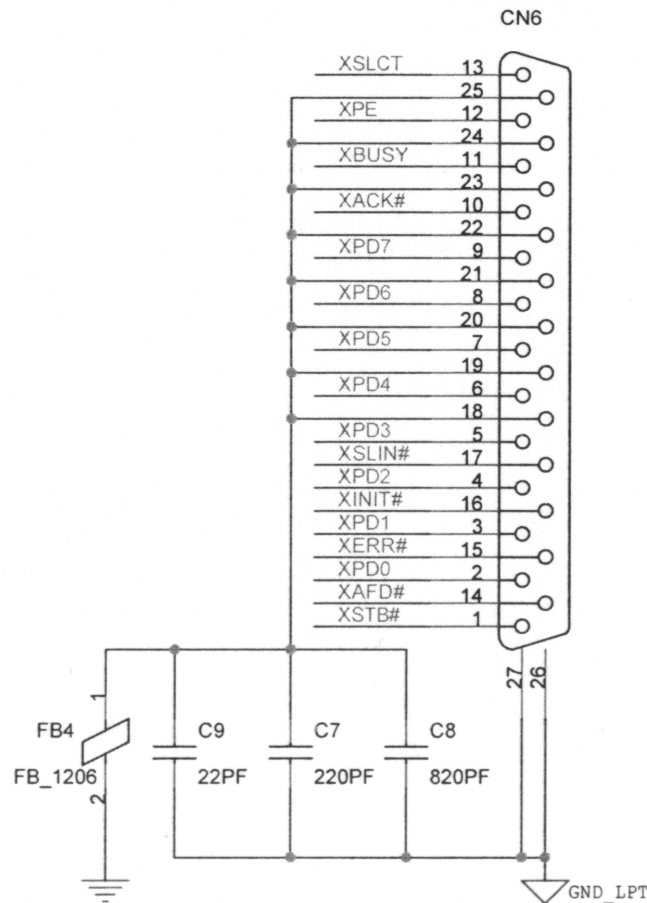 CN6
XSLCT 13
25
XPE 12
24
XBUSY 11
23
XACK# 10
22
XPD7 9
21
XPD6 8
20
XPD5 7
19
XPD4 6
18
XPD3 5
XSLIN# 17
XPD2 4
XINIT# 16
XPD1 3
XERR# 15
XPD0 2
XAFD# 14
XSTB# 1
27 26
1
FB4 C9 C7 C8
FB_1206 22PF 220PF 820PF
2
GND_LPT